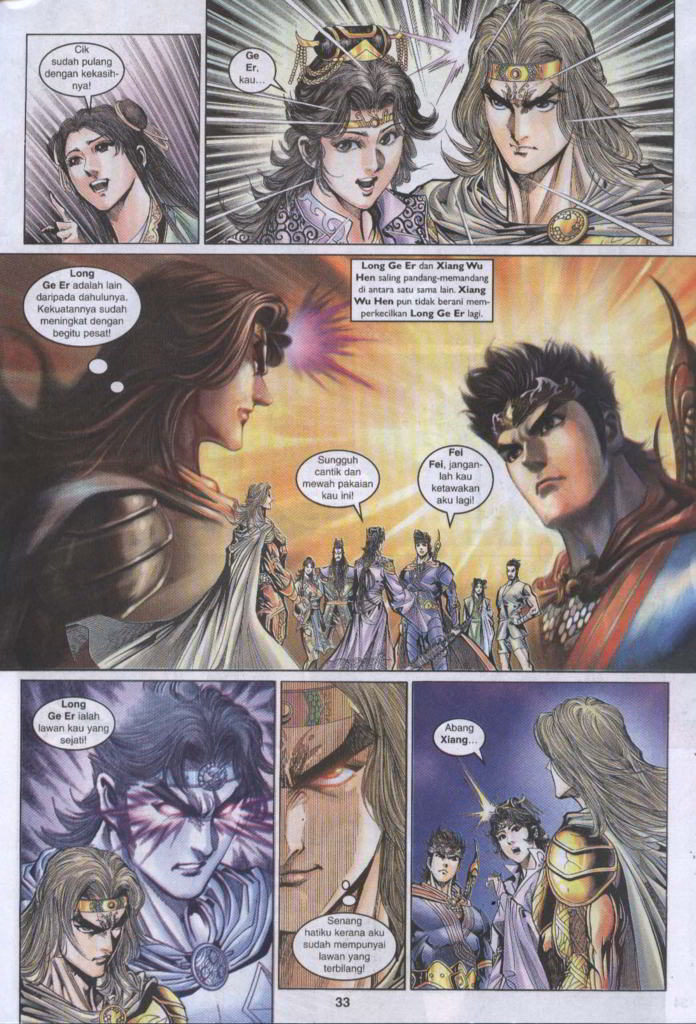 Cik
sudah pulang
dengan kekasih-
nya!
Ge
Er,
kau...
Long
Ge Er adalah lain
daripada dahulunya.
Kekuatannya sudah
meningkat dengan
begitu pesat!
Long Ge Er dan Xiang Wu
Hen saling pandang-memandang
di antara satu sama lain. Xiang
Wu Hen pun tidak berani mem-
perkecilkan Long Ge Er lagi.
Sungguh
cantik dan
mewah pakaian
kau ini!
Fei
Fei, jangan-
lah kau
ketawakan
aku lagi!
Long
Ge Er ialah
lawan kau yang
sejati!
Senang
hatiku kerana aku
sudah mempunyai
lawan yang
terbilang!
Abang
Xiang...
33